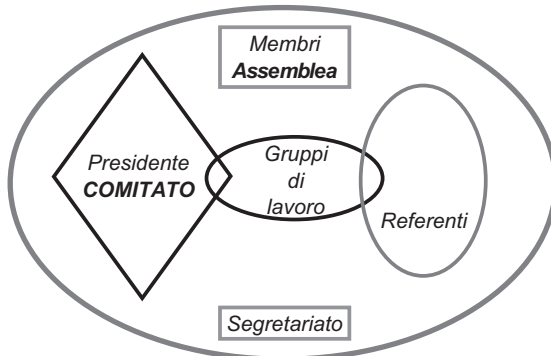 Membri
Assemblea
Presidente
COMITATO
Gruppi
di
lavoro
Referenti
Segretariato